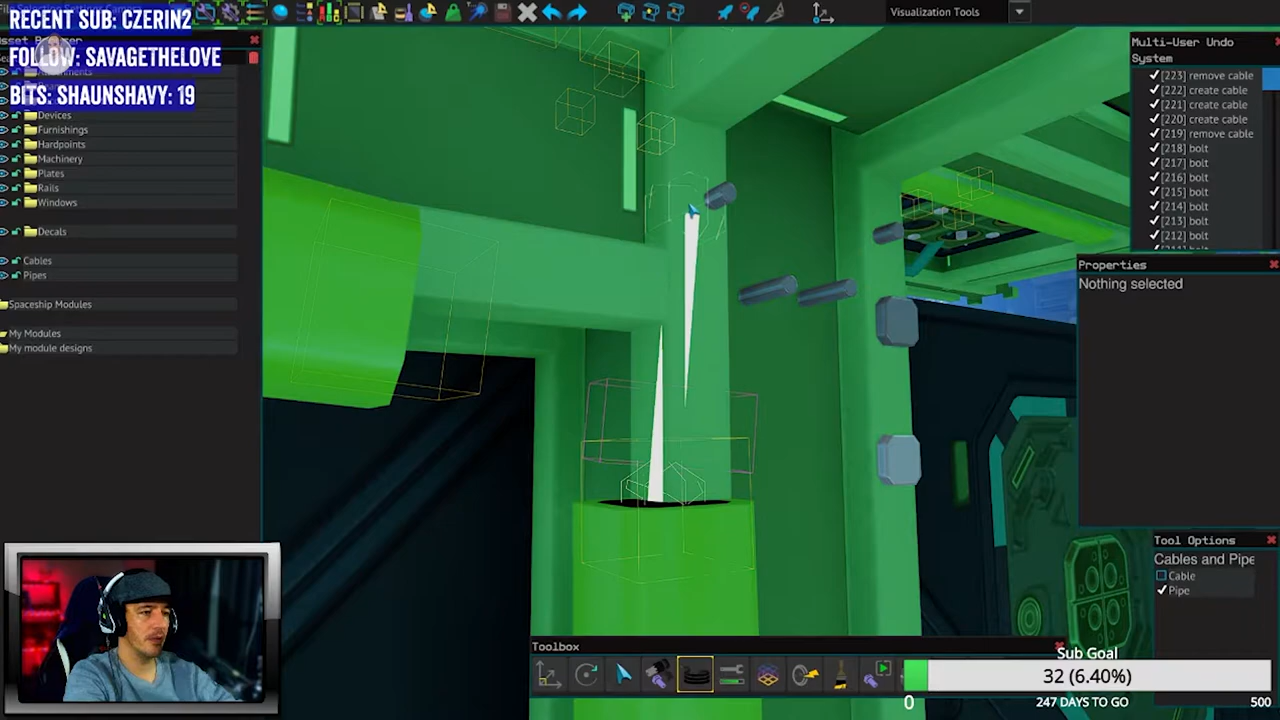 RECENT SUB: CZERIN2
FOLLOW: SAVAGETHELOVE
BITS: SHAUNSHAVY: 19
Visualization Tools
Devices
Furnishings
Hardpoints
Machinery
Plates
Rails
Windows
Decals
Cables
Pipes
Spaceship Modules
My Modules
My module designs
Multi-User Undo
System
[223] remove cable
[222] create cable
[221] create cable
[220] create cable
[219] remove cable
[218] bolt
[217] bolt
[216] bolt
[215] bolt
[214] bolt
[213] bolt
[212] bolt
Properties
Nothing selected
Tool Options
Cables and Pipe
Cable
Pipe
Toolbox
Sub Goal
32 (6.40%)
0
247 DAYS TO GO
500